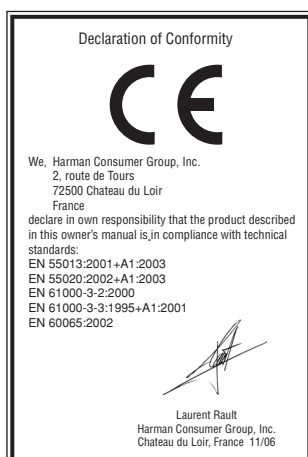 Declaration of Conformity
CE
We, Harman Consumer Group, Inc.
2, route de Tours
72500 Chateau du Loir
France
declare in own responsibility that the product described
in this owner's manual is in compliance with technical
standards:
EN 55013:2001+A1:2003
EN 55020:2002+A1:2003
EN 61000-3-2:2000
EN 61000-3-3:1995+A1:2001
EN 60065:2002
Laurent Rault
Harman Consumer Group, Inc.
Chateau du Loir, France 11/06